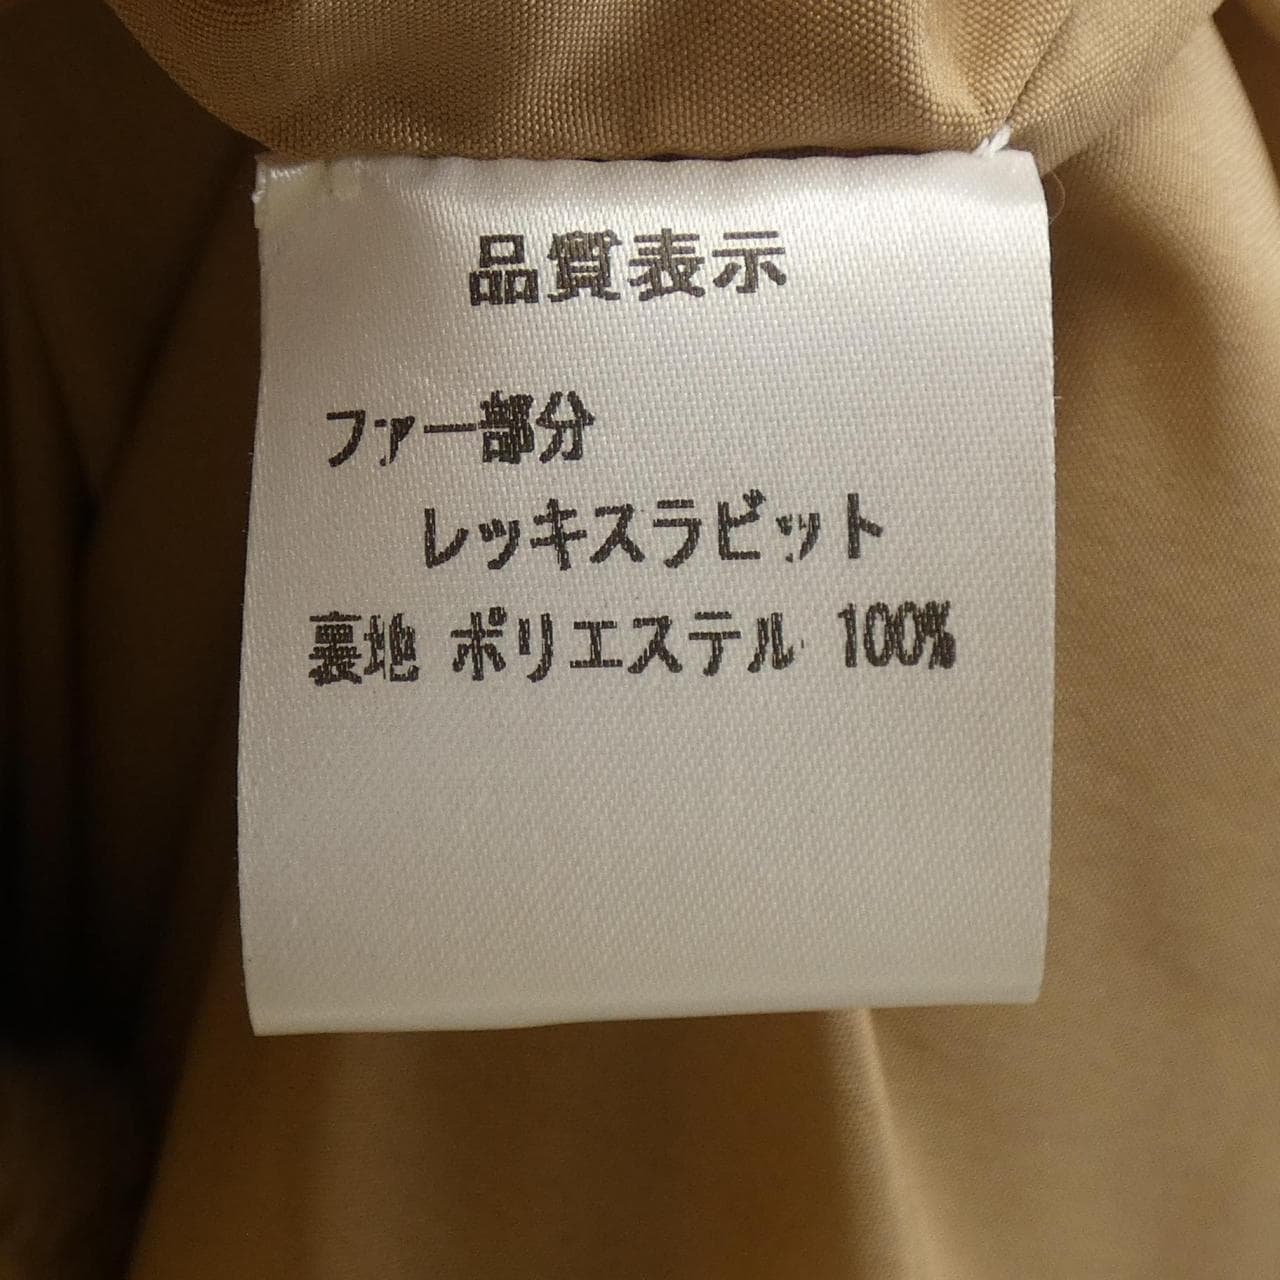 品質表示
ファー部分
レッキスラビット
裏地 ポリエステル 100%